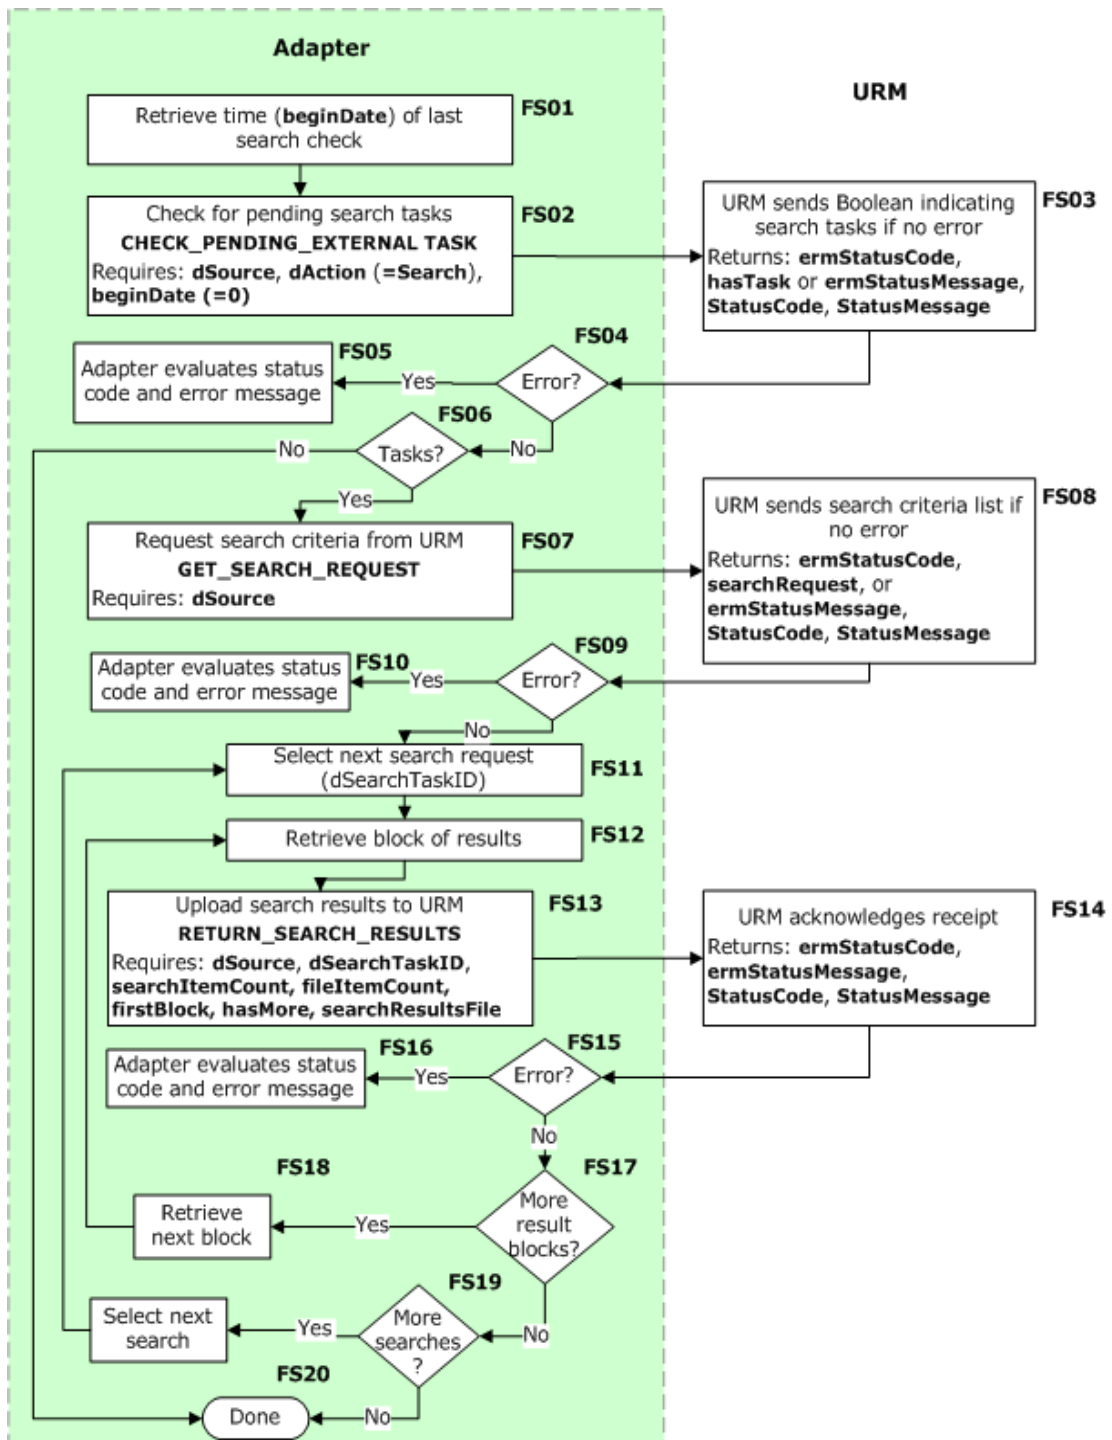 Adapter
URM
Retrieve time (beginDate) of last
search check
FS01
Check for pending search tasks
CHECK_PENDING_EXTERNAL TASK
Requires: dSource, dAction (=Search),
beginDate (=0)
FS02
URM sends Boolean indicating
search tasks if no error
Returns: ermStatusCode,
hasTask or ermStatusMessage,
StatusCode, StatusMessage
FS03
FS04
Error?
Yes
FS05
Adapter evaluates status
code and error message
No
FS06
Tasks?
No
Yes
Request search criteria from URM
GET_SEARCH_REQUEST
Requires: dSource
FS07
URM sends search criteria list if
no error
Returns: ermStatusCode,
searchRequest, or
ermStatusMessage,
StatusCode, StatusMessage
FS08
FS09
Error?
Yes
FS10
Adapter evaluates status
code and error message
No
Select next search request
(dSearchTaskID)
FS11
Retrieve block of results
FS12
Upload search results to URM
RETURN_SEARCH_RESULTS
Requires: dSource, dSearchTaskID,
searchItemCount, fileItemCount,
firstBlock, hasMore, searchResultsFile
FS13
URM acknowledges receipt
Returns: ermStatusCode,
ermStatusMessage,
StatusCode, StatusMessage
FS14
FS15
Error?
Yes
FS16
Adapter evaluates status
code and error message
No
FS17
More
result
blocks?
Yes
FS18
Retrieve
next block
No
FS19
More
searches
?
Yes
Select next
search
No
FS20
Done